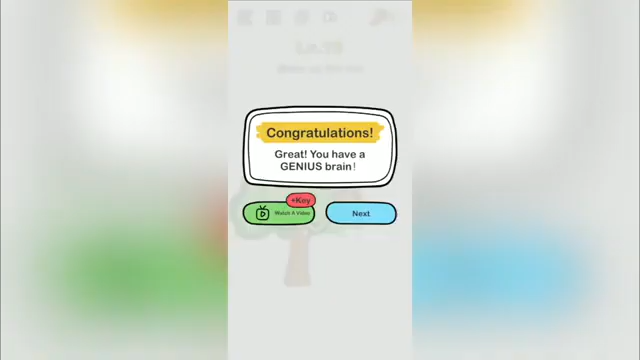 Congratulations!
Great! You have a
GENIUS brain!
+Key
Watch A Video
Next